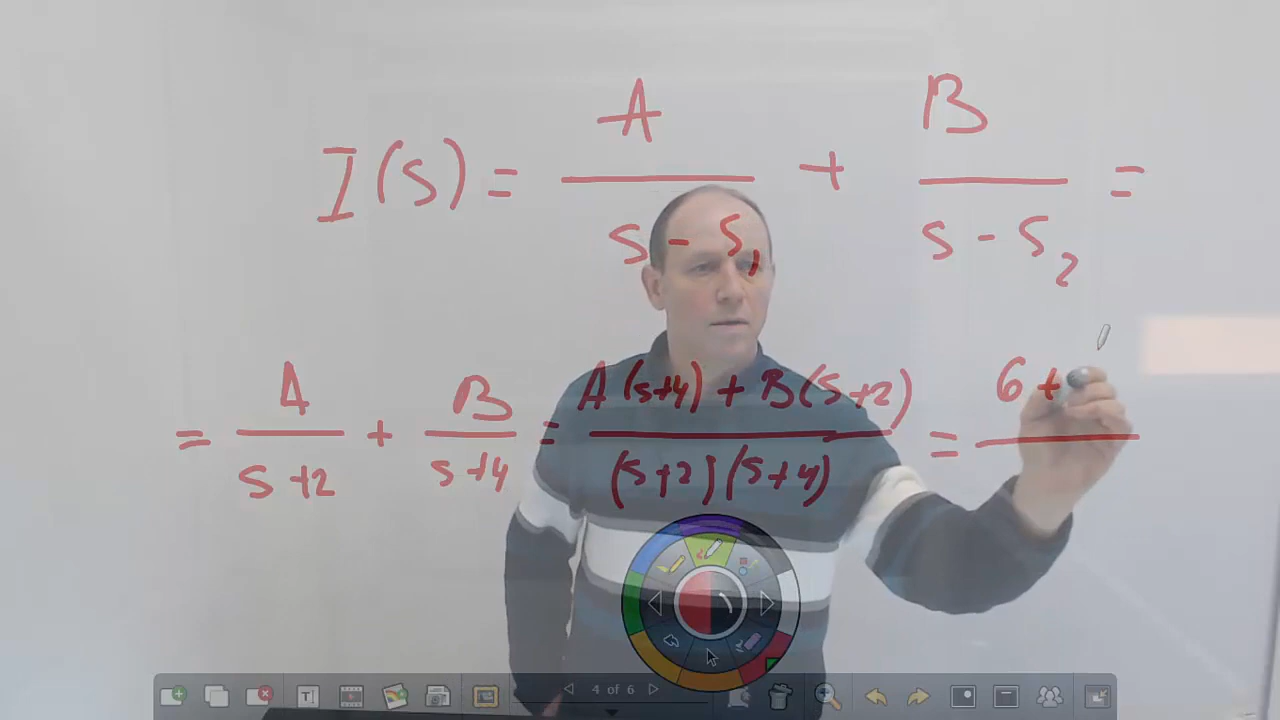 I(s) = A / (s - s₁) + B / (s - s₂) =
= A / (s+2) + B / (s+4) = (A(s+4) + B(s+2)) / ((s+2)(s+4)) = 6 +
4 of 6